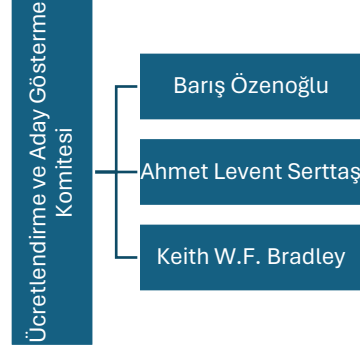 Ücretlendirme ve Aday Gösterme
Komitesi
Barış Özenoğlu
Ahmet Levent Serttaş
Keith W.F. Bradley